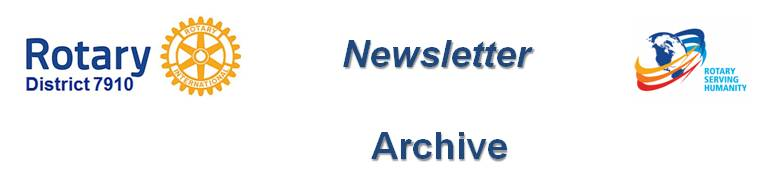 Rotary
District 7910
ROTARY
INTERNATIONAL
Newsletter
ROTARY
SERVING
HUMANITY
Archive